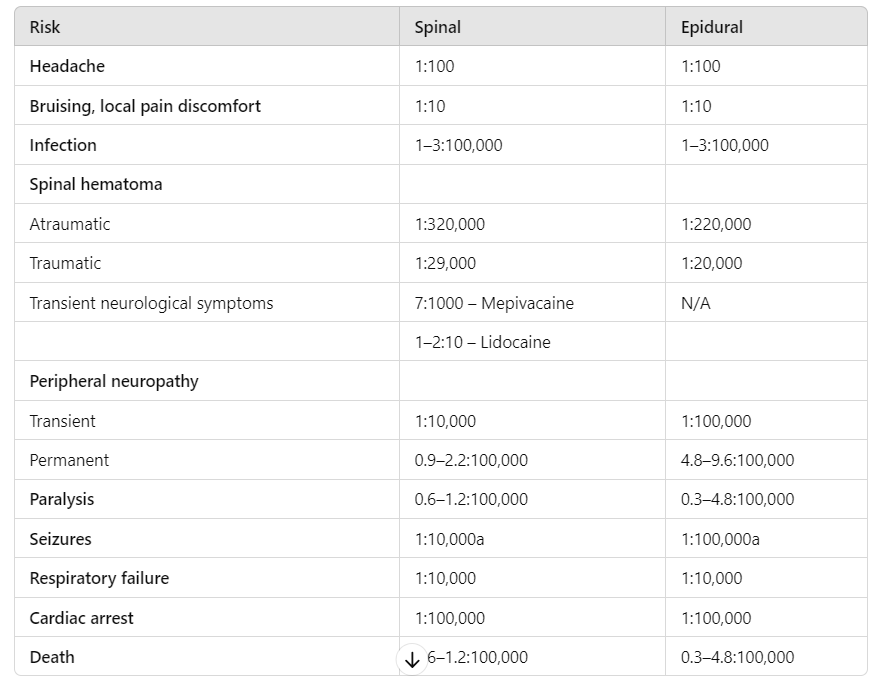 Risk Spinal Epidural
Headache 1:100 1:100
Bruising, local pain discomfort 1:10 1:10
Infection 1–3:100,000 1–3:100,000
Spinal hematoma
Atraumatic 1:320,000 1:220,000
Traumatic 1:29,000 1:20,000
Transient neurological symptoms 7:1000 – Mepivacaine N/A
1–2:10 – Lidocaine
Peripheral neuropathy
Transient 1:10,000 1:100,000
Permanent 0.9–2.2:100,000 4.8–9.6:100,000
Paralysis 0.6–1.2:100,000 0.3–4.8:100,000
Seizures 1:10,000a 1:100,000a
Respiratory failure 1:10,000 1:10,000
Cardiac arrest 1:100,000 1:100,000
Death 6–1.2:100,000 0.3–4.8:100,000